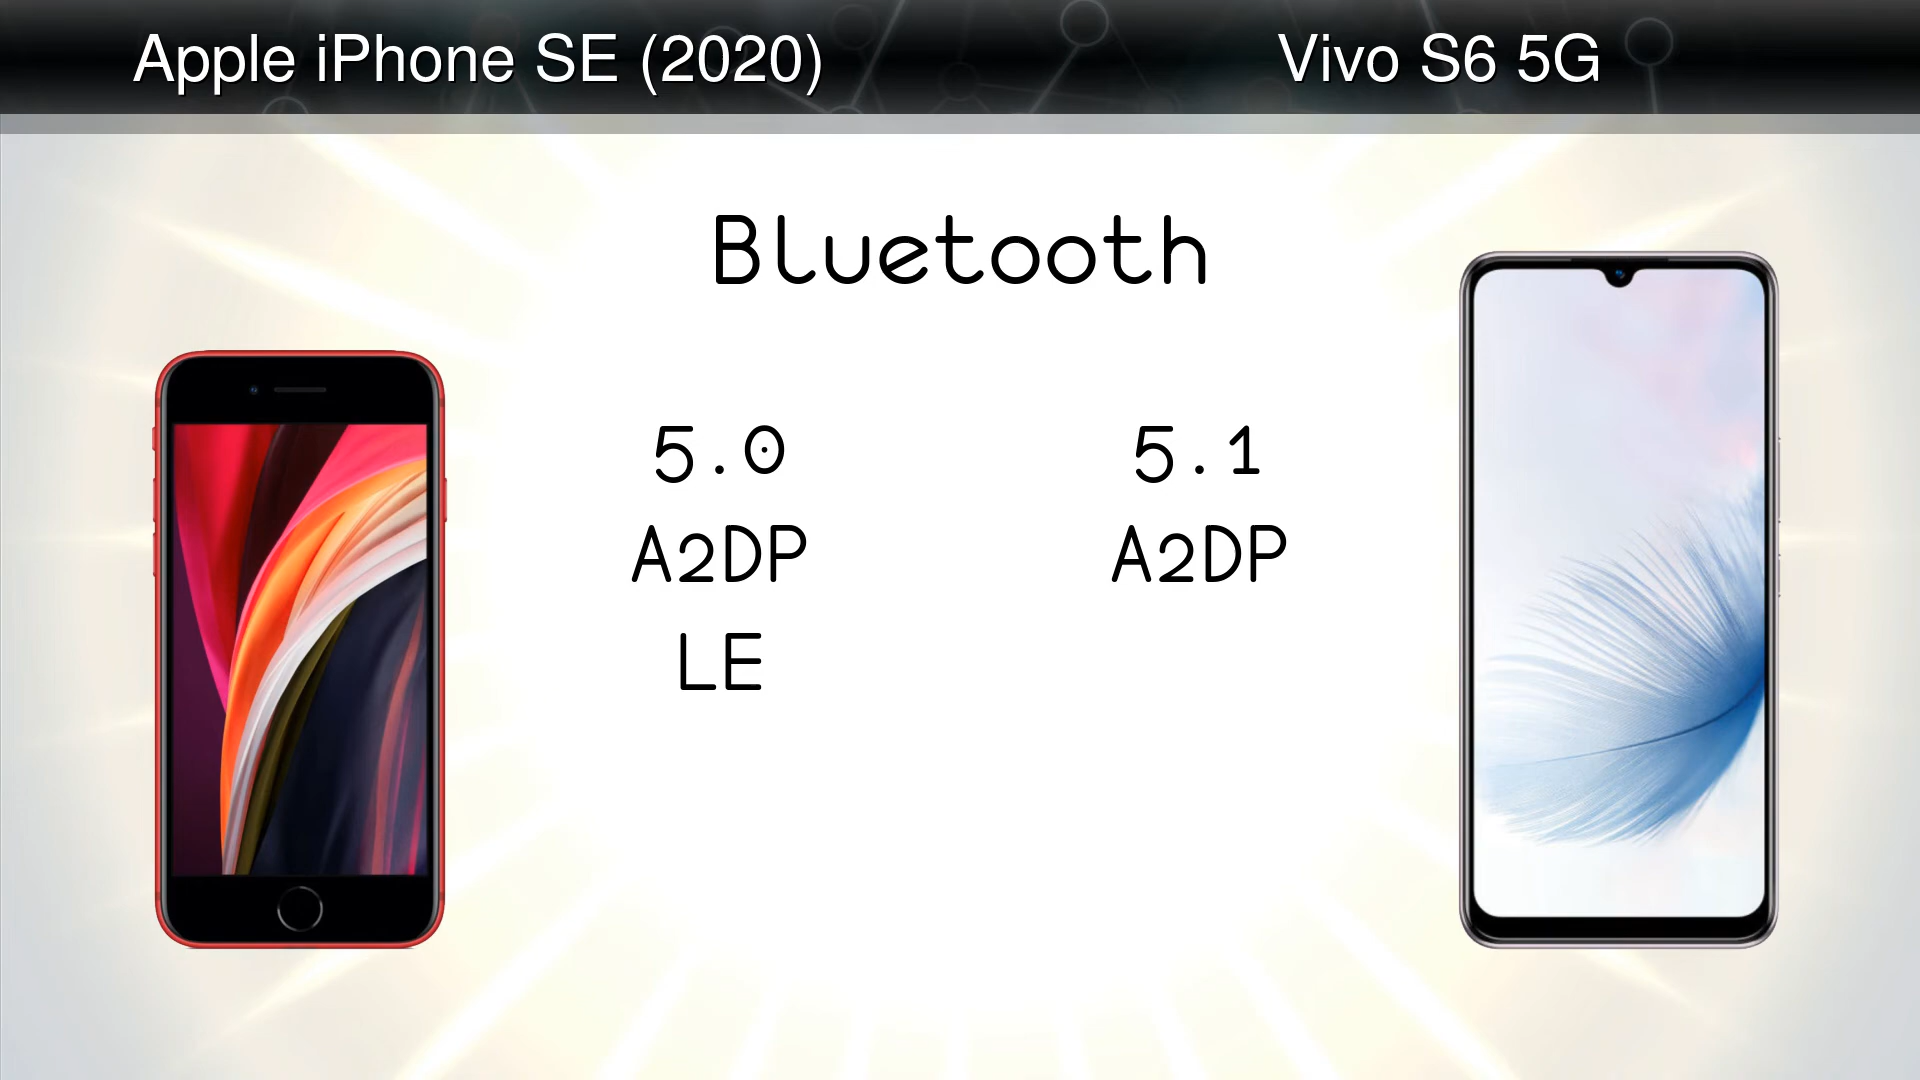 Apple iPhone SE (2020)
Vivo S6 5G
Bluetooth
5.0
5.1
A2DP
A2DP
LE